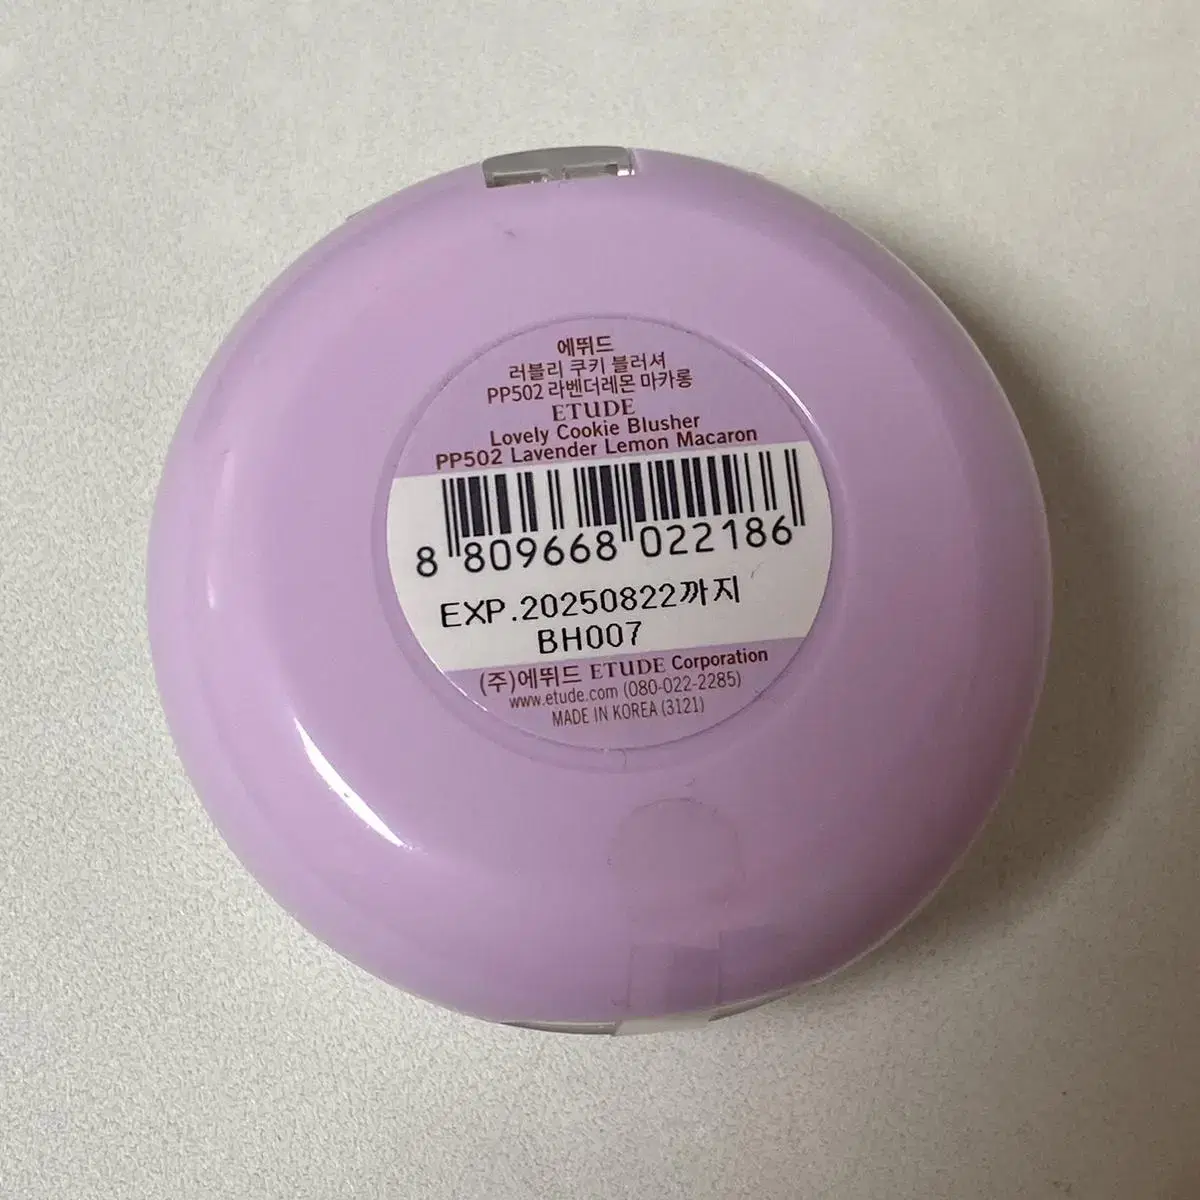 에뛰드
러블리 쿠키 블러셔
PP502 라벤더레몬 마카롱
ETUDE
Lovely Cookie Blusher
PP502 Lavender Lemon Macaron
8 809668 022186
EXP.20250822까지
BH007
(주)에뛰드 ETUDE Corporation
www.etude.com (080-022-2285)
MADE IN KOREA (3121)